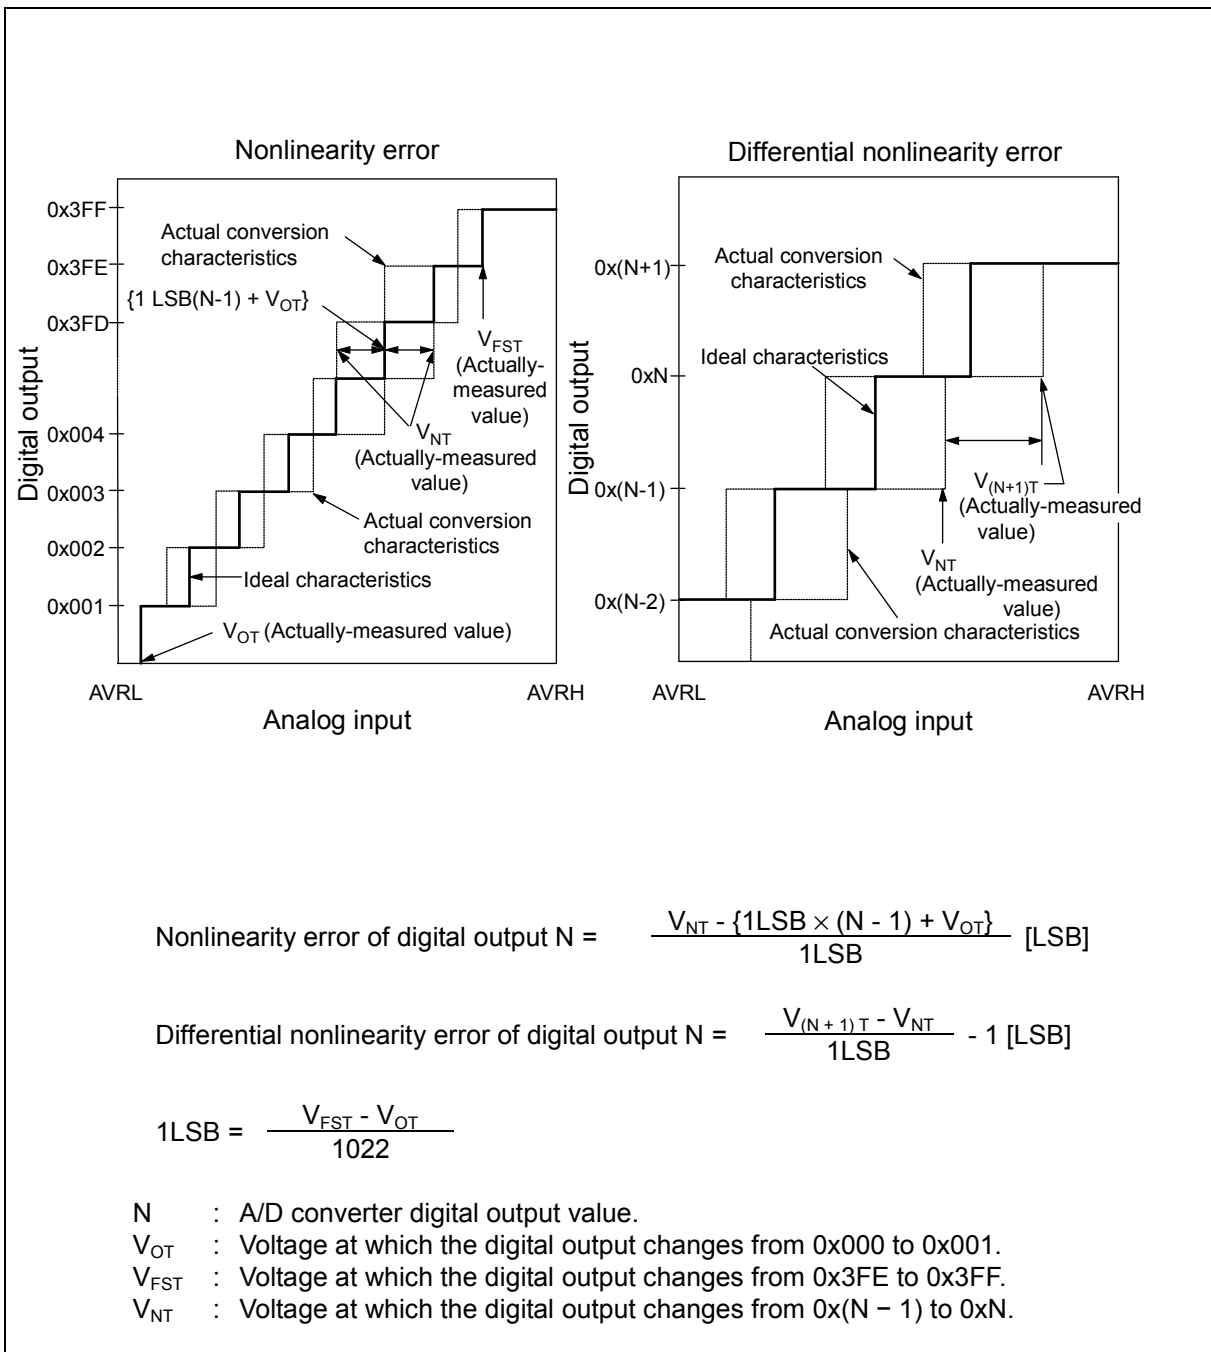 Nonlinearity error
0x3FF
0x3FE
0x3FD
0x004
0x003
0x002
0x001
Digital output
Actual conversion
characteristics
{1 LSB(N-1) + VOT}
VFST
(Actually-
measured
value)
VNT
(Actually-measured
value)
Actual conversion
characteristics
Ideal characteristics
VOT (Actually-measured value)
AVRL
AVRH
Analog input
Differential nonlinearity error
0x(N+1)
0xN
0x(N-1)
0x(N-2)
Digital output
Actual conversion
characteristics
Ideal characteristics
V(N+1)T
(Actually-measured
value)
VNT
(Actually-measured
value)
Actual conversion characteristics
AVRL
AVRH
Analog input
Nonlinearity error of digital output N = VNT - {1LSB × (N - 1) + VOT} [LSB]
1LSB
Differential nonlinearity error of digital output N = V(N + 1) T - VNT - 1 [LSB]
1LSB
1LSB = VFST - VOT
1022
N : A/D converter digital output value.
VOT : Voltage at which the digital output changes from 0x000 to 0x001.
VFST : Voltage at which the digital output changes from 0x3FE to 0x3FF.
VNT : Voltage at which the digital output changes from 0x(N − 1) to 0xN.